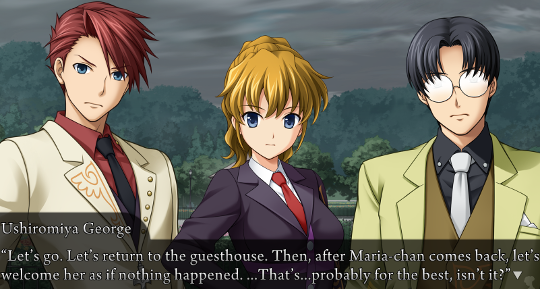 Ushiromiya George
“Let's go. Let's return to the guesthouse. Then, after Maria-chan comes back, let's
welcome her as if nothing happened. ...That's...probably for the best, isn't it?”